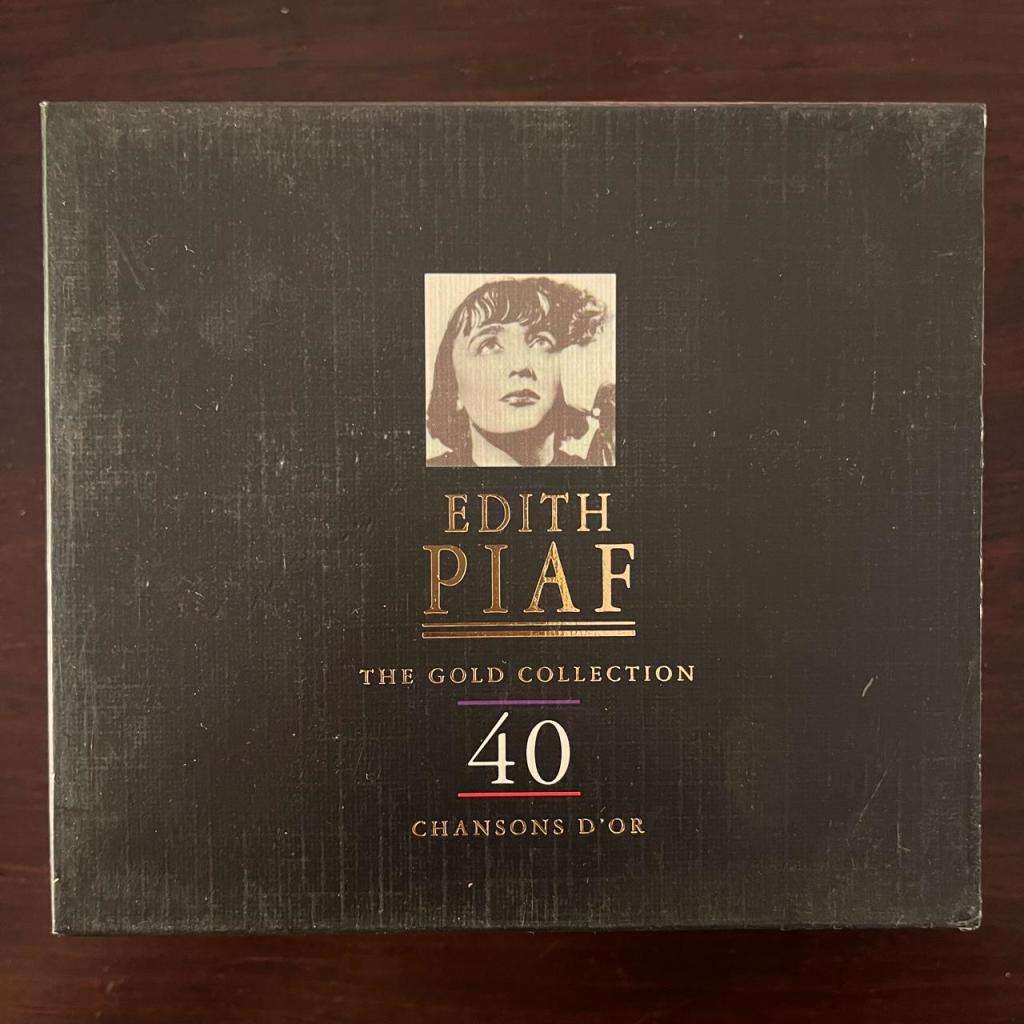 EDITH
PIAF
THE GOLD COLLECTION
40
CHANSONS D'OR